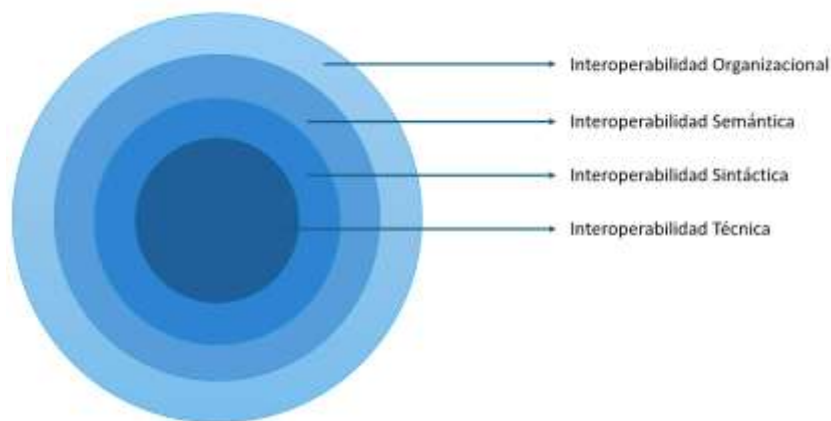 Interoperabilidad Organizacional
Interoperabilidad Semántica
Interoperabilidad Sintáctica
Interoperabilidad Técnica